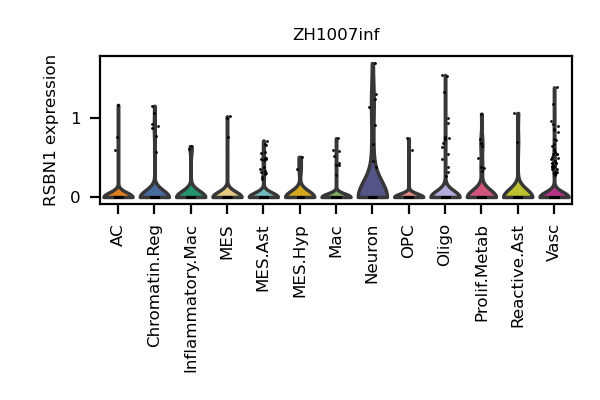 ZH1007inf
RSBN1 expression
1
0
AC
Chromatin.Reg
Inflammatory.Mac
MES
MES.Ast
MES.Hyp
Mac
Neuron
OPC
Oligo
Prolif.Metab
Reactive.Ast
Vasc